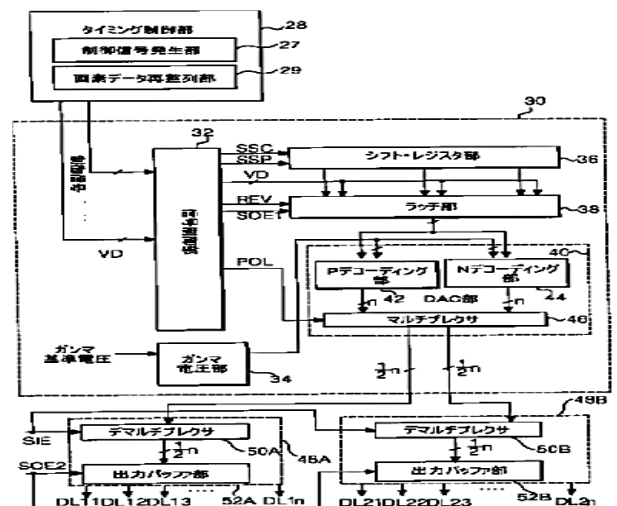 28
タイミング制御部
制御信号発生部
27
画素データ再整列部
29
30
32
SSC
SSP
シフト・レジスタ部
36
VD
制御信号
REV
SOE1
ラッチ部
38
信号制御部
VD
40
POL
Pデコーディング部
Nデコーディング部
n
42
DAC部
n
44
マルチプレクサ
46
ガンマ
基準電圧
ガンマ
電圧部
34
1/2n
1/2n
48B
SIE
デマルチプレクサ
デマルチプレクサ
1/2n
50A
48A
1/2n
50B
SOE2
出力バッファ部
出力バッファ部
DL11 DL12 DL13
52A
DL1n
DL21 DL22 DL23
52B
DL2n